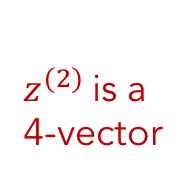 z⁽²⁾ is a
4-vector